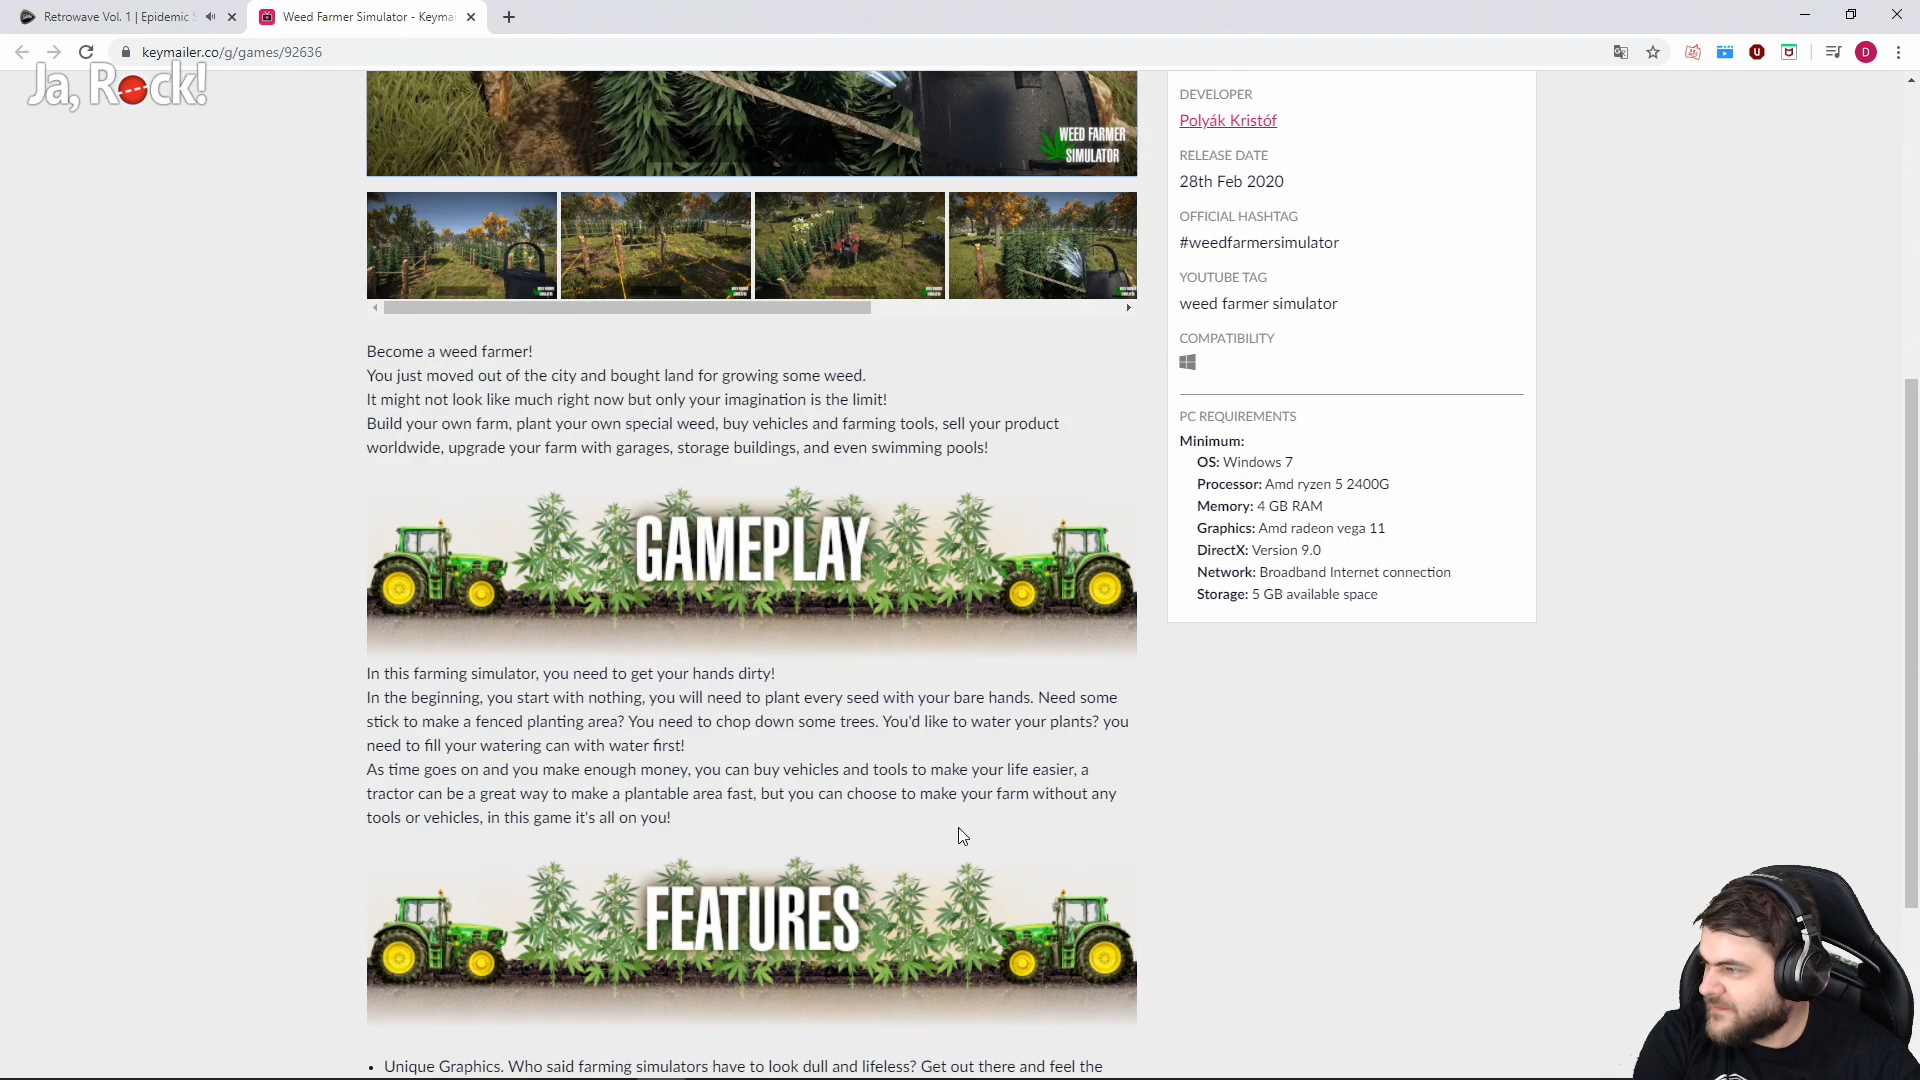 Retrowave Vol. 1 | Epidemic S
Weed Farmer Simulator - Keymai
keymailer.co/g/games/92636
D
Ja, Rock!
WEED FARMER
SIMULATOR
DEVELOPER
Polyák Kristóf
RELEASE DATE
28th Feb 2020
OFFICIAL HASHTAG
#weedfarmersimulator
YOUTUBE TAG
weed farmer simulator
COMPATIBILITY
PC REQUIREMENTS
Minimum:
OS: Windows 7
Processor: Amd ryzen 5 2400G
Memory: 4 GB RAM
Graphics: Amd radeon vega 11
DirectX: Version 9.0
Network: Broadband Internet connection
Storage: 5 GB available space
Become a weed farmer!
You just moved out of the city and bought land for growing some weed.
It might not look like much right now but only your imagination is the limit!
Build your own farm, plant your own special weed, buy vehicles and farming tools, sell your product
worldwide, upgrade your farm with garages, storage buildings, and even swimming pools!
GAMEPLAY
In this farming simulator, you need to get your hands dirty!
In the beginning, you start with nothing, you will need to plant every seed with your bare hands. Need some
stick to make a fenced planting area? You need to chop down some trees. You'd like to water your plants? you
need to fill your watering can with water first!
As time goes on and you make enough money, you can buy vehicles and tools to make your life easier, a
tractor can be a great way to make a plantable area fast, but you can choose to make your farm without any
tools or vehicles, in this game it's all on you!
FEATURES
• Unique Graphics. Who said farming simulators have to look dull and lifeless? Get out there and feel the